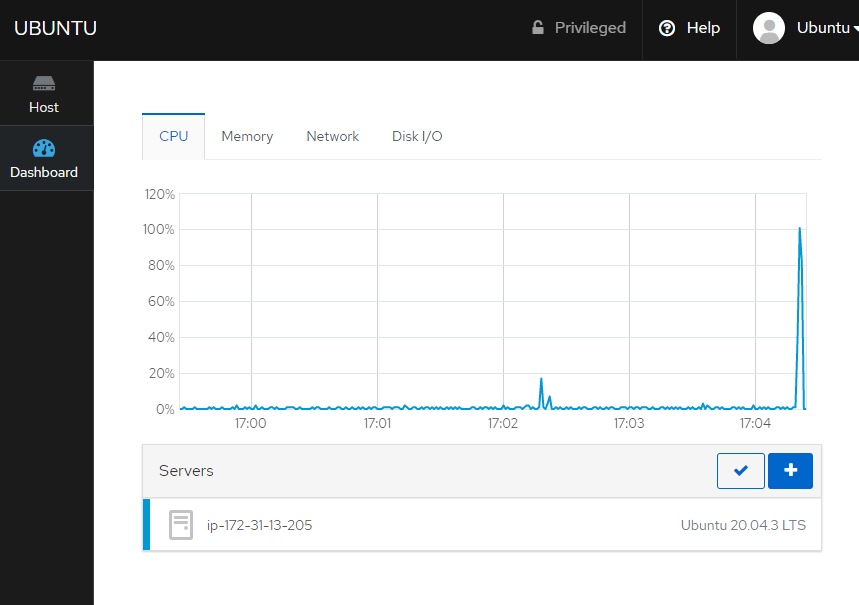 UBUNTU
Privileged
Help
Ubuntu
Host
Dashboard
CPU Memory Network Disk I/O
120%
100%
80%
60%
40%
20%
0%
17:00 17:01 17:02 17:03 17:04
Servers
ip-172-31-13-205 Ubuntu 20.04.3 LTS